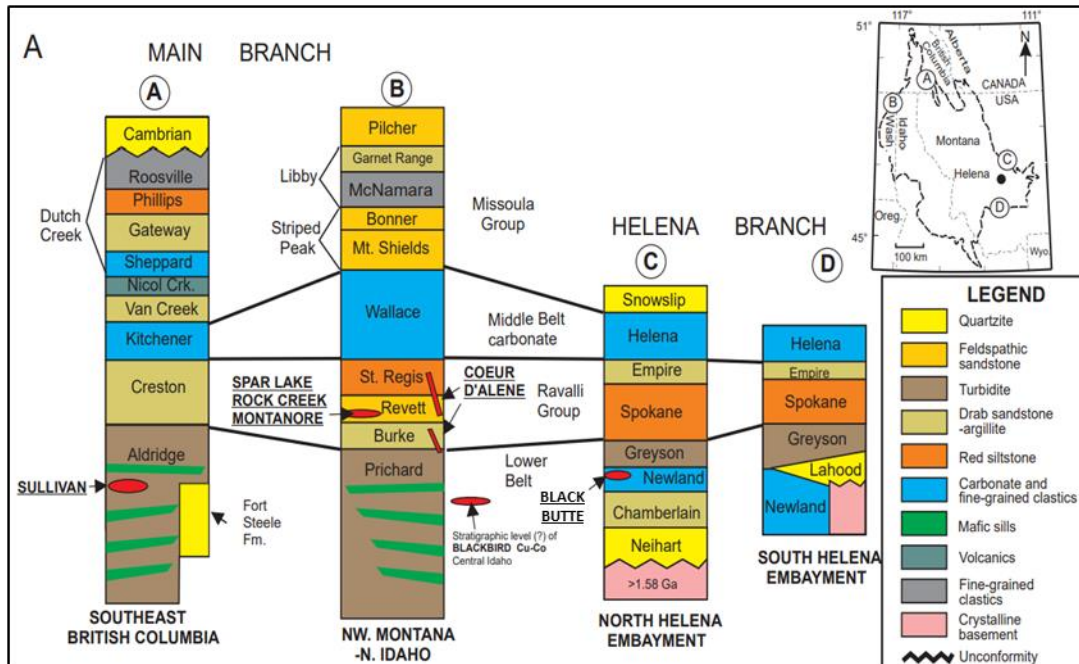 A
MAIN BRANCH
A
B
Cambrian
Roosville
Phillips
Gateway
Sheppard
Nicol Crk.
Van Creek
Kitchener
Creston
Aldridge
Dutch
Creek
SULLIVAN
Fort
Steele
Fm.
SOUTHEAST
BRITISH COLUMBIA
Pilcher
Garnet Range
McNamara
Bonner
Mt. Shields
Wallace
St. Regis
Revett
Burke
Prichard
Libby
Striped
Peak
SPAR LAKE
ROCK CREEK
MONTANORE
COEUR
D'ALENE
NW. MONTANA
-N. IDAHO
Missoula
Group
Middle Belt
carbonate
Ravalli
Group
Lower
Belt
Stratigraphic level (?) of
BLACKBIRD Cu-Co
Central Idaho
HELENA BRANCH
C
D
Snowslip
Helena
Empire
Spokane
Greyson
Newland
Chamberlain
Neihart
>1.58 Ga
BLACK
BUTTE
NORTH HELENA
EMBAYMENT
Helena
Empire
Spokane
Greyson
Lahood
Newland
SOUTH HELENA
EMBAYMENT
117°
111°
51°
N
Alberta
British
Columbia
A
CANADA
USA
B
Idaho
Wash
Montana
Helena
C
D
Oreg.
Wyo.
45°
100 km
LEGEND
Quartzite
Feldspathic
sandstone
Turbidite
Drab sandstone
-argillite
Red siltstone
Carbonate and
fine-grained clastics
Mafic sills
Volcanics
Fine-grained
clastics
Crystalline
basement
Unconformity